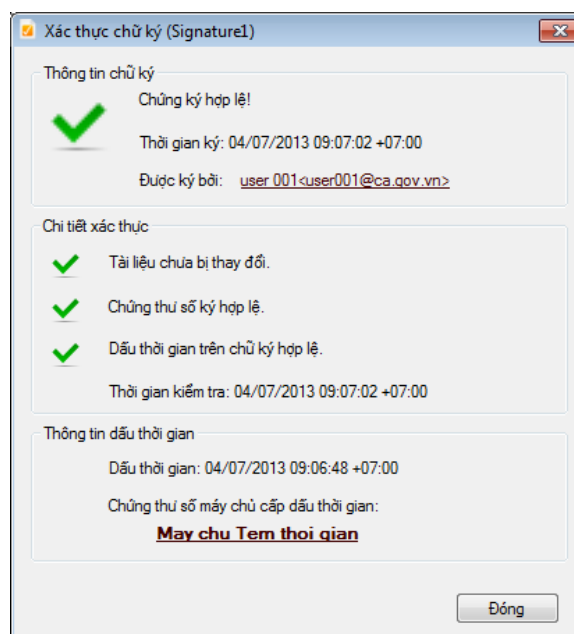 Xác thực chữ ký (Signature1)
Thông tin chữ ký
Chứng ký hợp lệ!
Thời gian ký: 04/07/2013 09:07:02 +07:00
Được ký bởi: user 001<user001@ca.gov.vn>
Chi tiết xác thực
Tài liệu chưa bị thay đổi.
Chứng thư số ký hợp lệ.
Dấu thời gian trên chữ ký hợp lệ.
Thời gian kiểm tra: 04/07/2013 09:07:02 +07:00
Thông tin dấu thời gian
Dấu thời gian: 04/07/2013 09:06:48 +07:00
Chứng thư số máy chủ cấp dấu thời gian:
May chu Tem thoi gian
Đóng